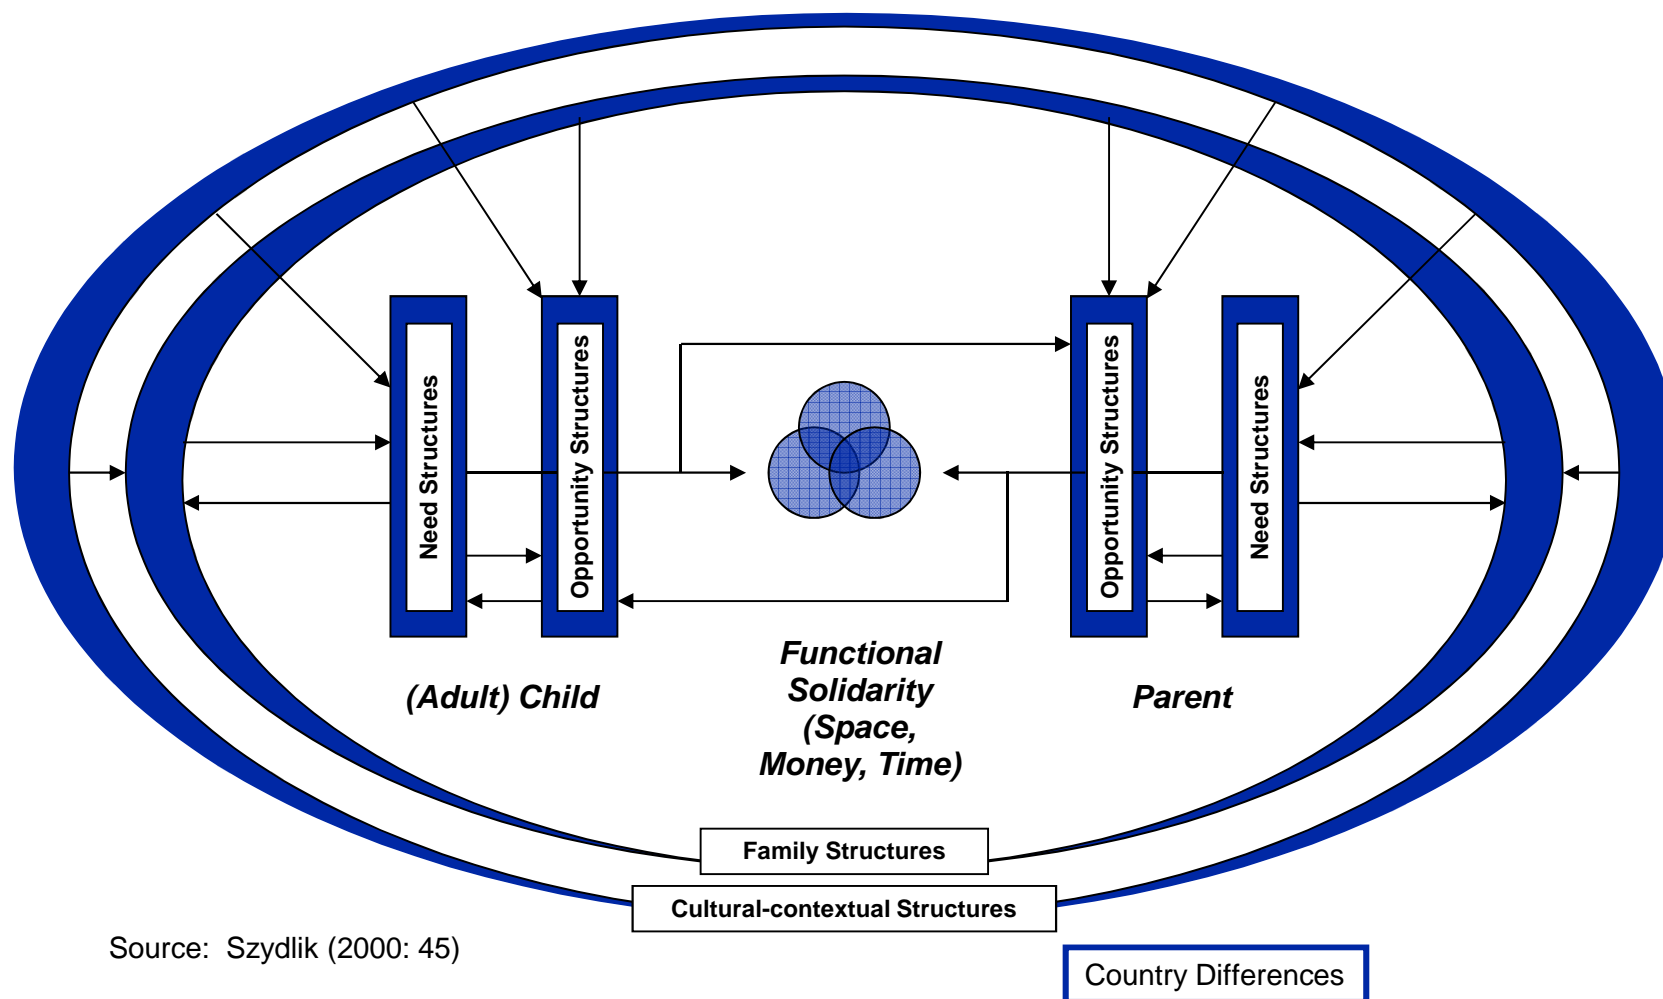 Need Structures
Opportunity Structures
Opportunity Structures
Need Structures
(Adult) Child
Functional
Solidarity
(Space,
Money, Time)
Parent
Family Structures
Cultural-contextual Structures
Source: Szydlik (2000: 45)
Country Differences